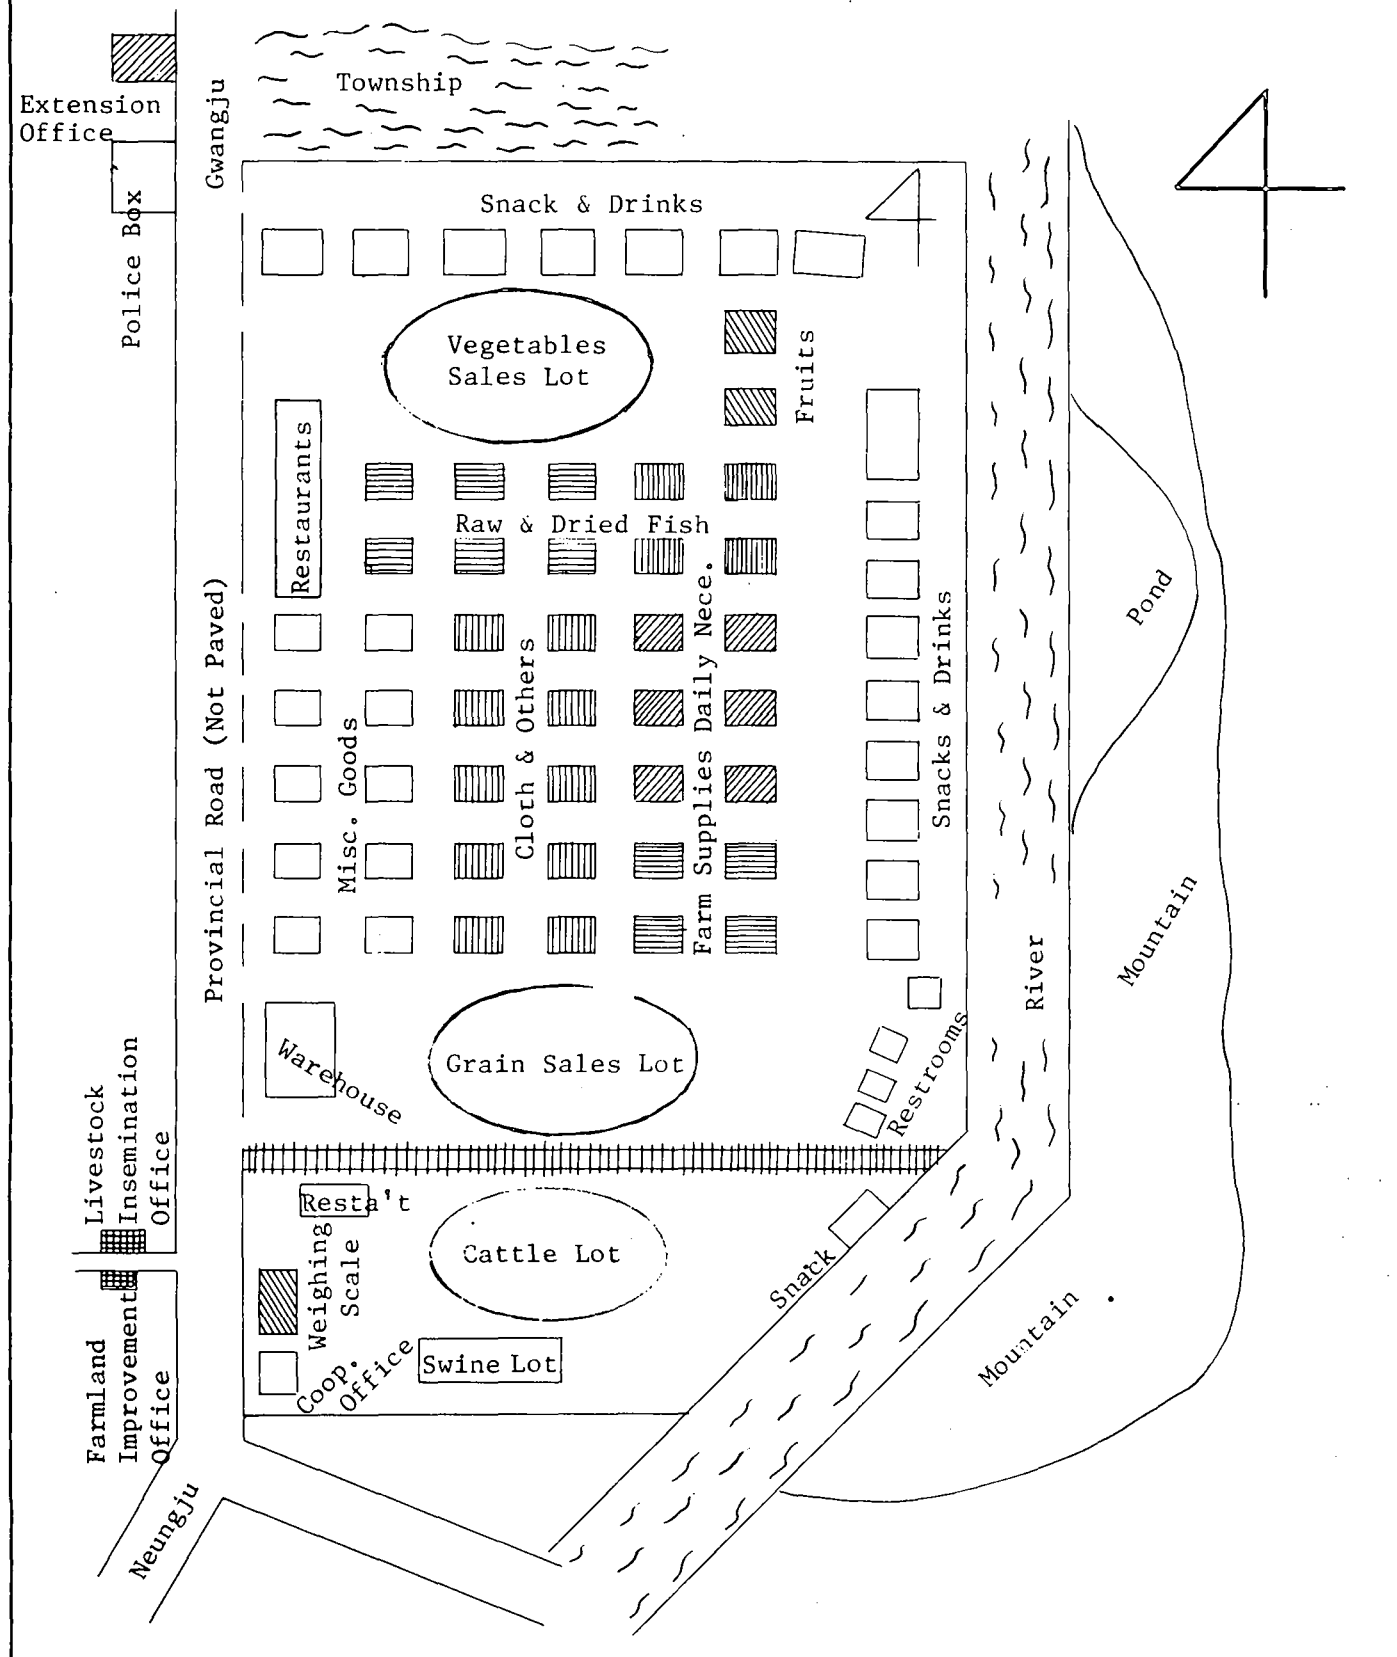 Township
Extension
Office
Gwangju
Police Box
Snack & Drinks
Vegetables
Sales Lot
Fruits
Restaurants
Raw & Dried Fish
Provincial Road (Not Paved)
Misc. Goods
Cloth & Others
Farm Supplies Daily Nece.
Snacks & Drinks
Pond
Mountain
River
Warehouse
Grain Sales Lot
Restrooms
Livestock
Insemination
Office
Resta't
Weighing
Scale
Cattle Lot
Snack
Mountain
Farmland
Improvement
Office
Coop.
Office
Swine Lot
Neungju